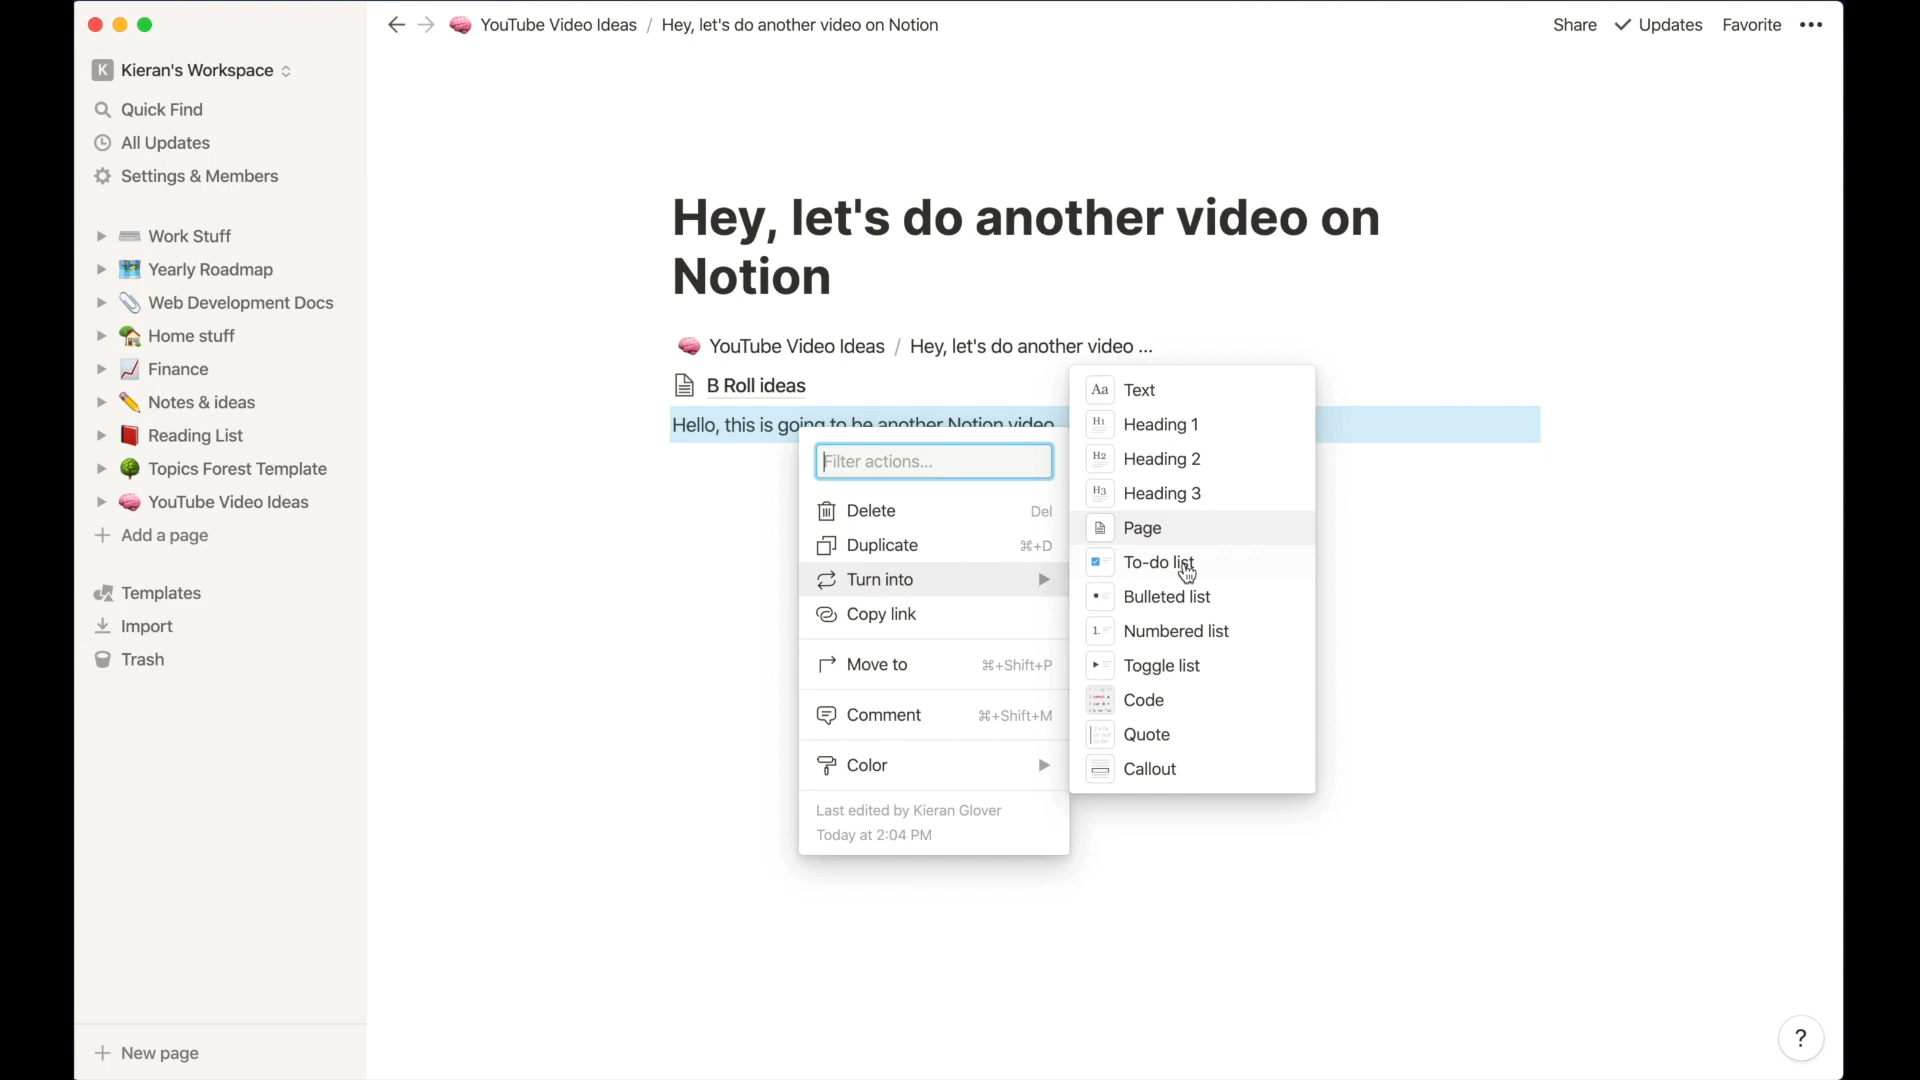 YouTube Video Ideas / Hey, let's do another video on Notion
Share Updates Favorite •••
K Kieran's Workspace
Quick Find
All Updates
Settings & Members
Work Stuff
Yearly Roadmap
Web Development Docs
Home stuff
Finance
Notes & ideas
Reading List
Topics Forest Template
YouTube Video Ideas
Add a page
Templates
Import
Trash
New page
Hey, let's do another video on
Notion
YouTube Video Ideas / Hey, let's do another video ...
B Roll ideas
Hello, this is going to be another Notion video
Filter actions...
Delete Del
Duplicate ⌘+D
Turn into
Copy link
Move to ⌘+Shift+P
Comment ⌘+Shift+M
Color
Last edited by Kieran Glover
Today at 2:04 PM
Aa Text
H1 Heading 1
H2 Heading 2
H3 Heading 3
Page
To-do list
Bulleted list
1. Numbered list
Toggle list
Code
Quote
Callout
?